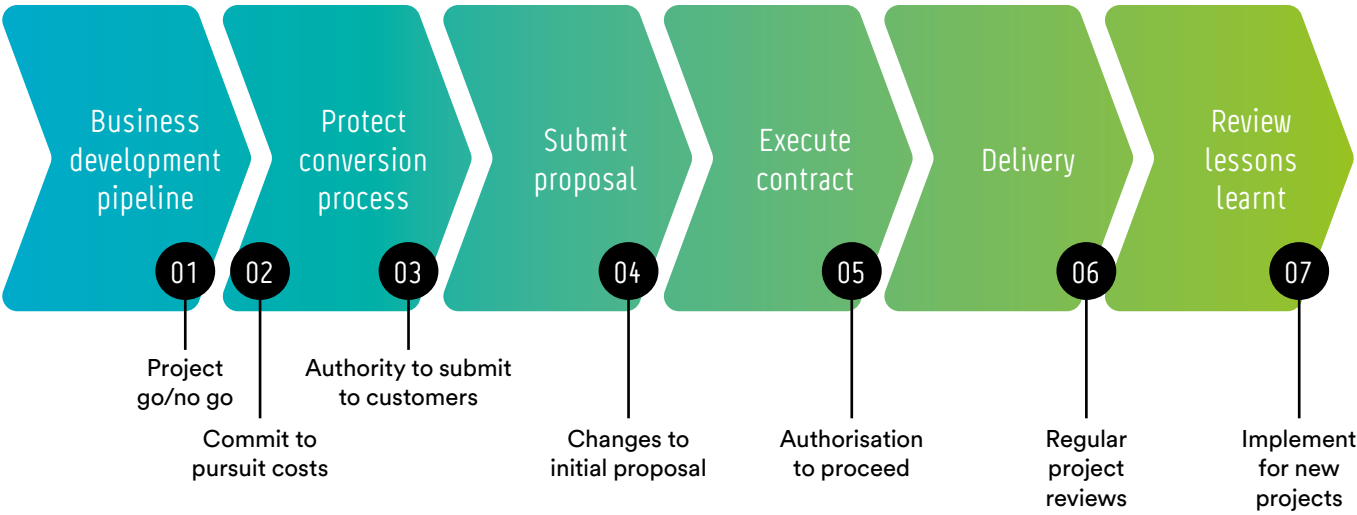 Business
development
pipeline
Protect
conversion
process
Submit
proposal
Execute
contract
Delivery
Review
lessons
learnt
01
02
03
04
05
06
07
Project
go/no go
Commit to
pursuit costs
Authority to submit
to customers
Changes to
initial proposal
Authorisation
to proceed
Regular
project
reviews
Implement
for new
projects